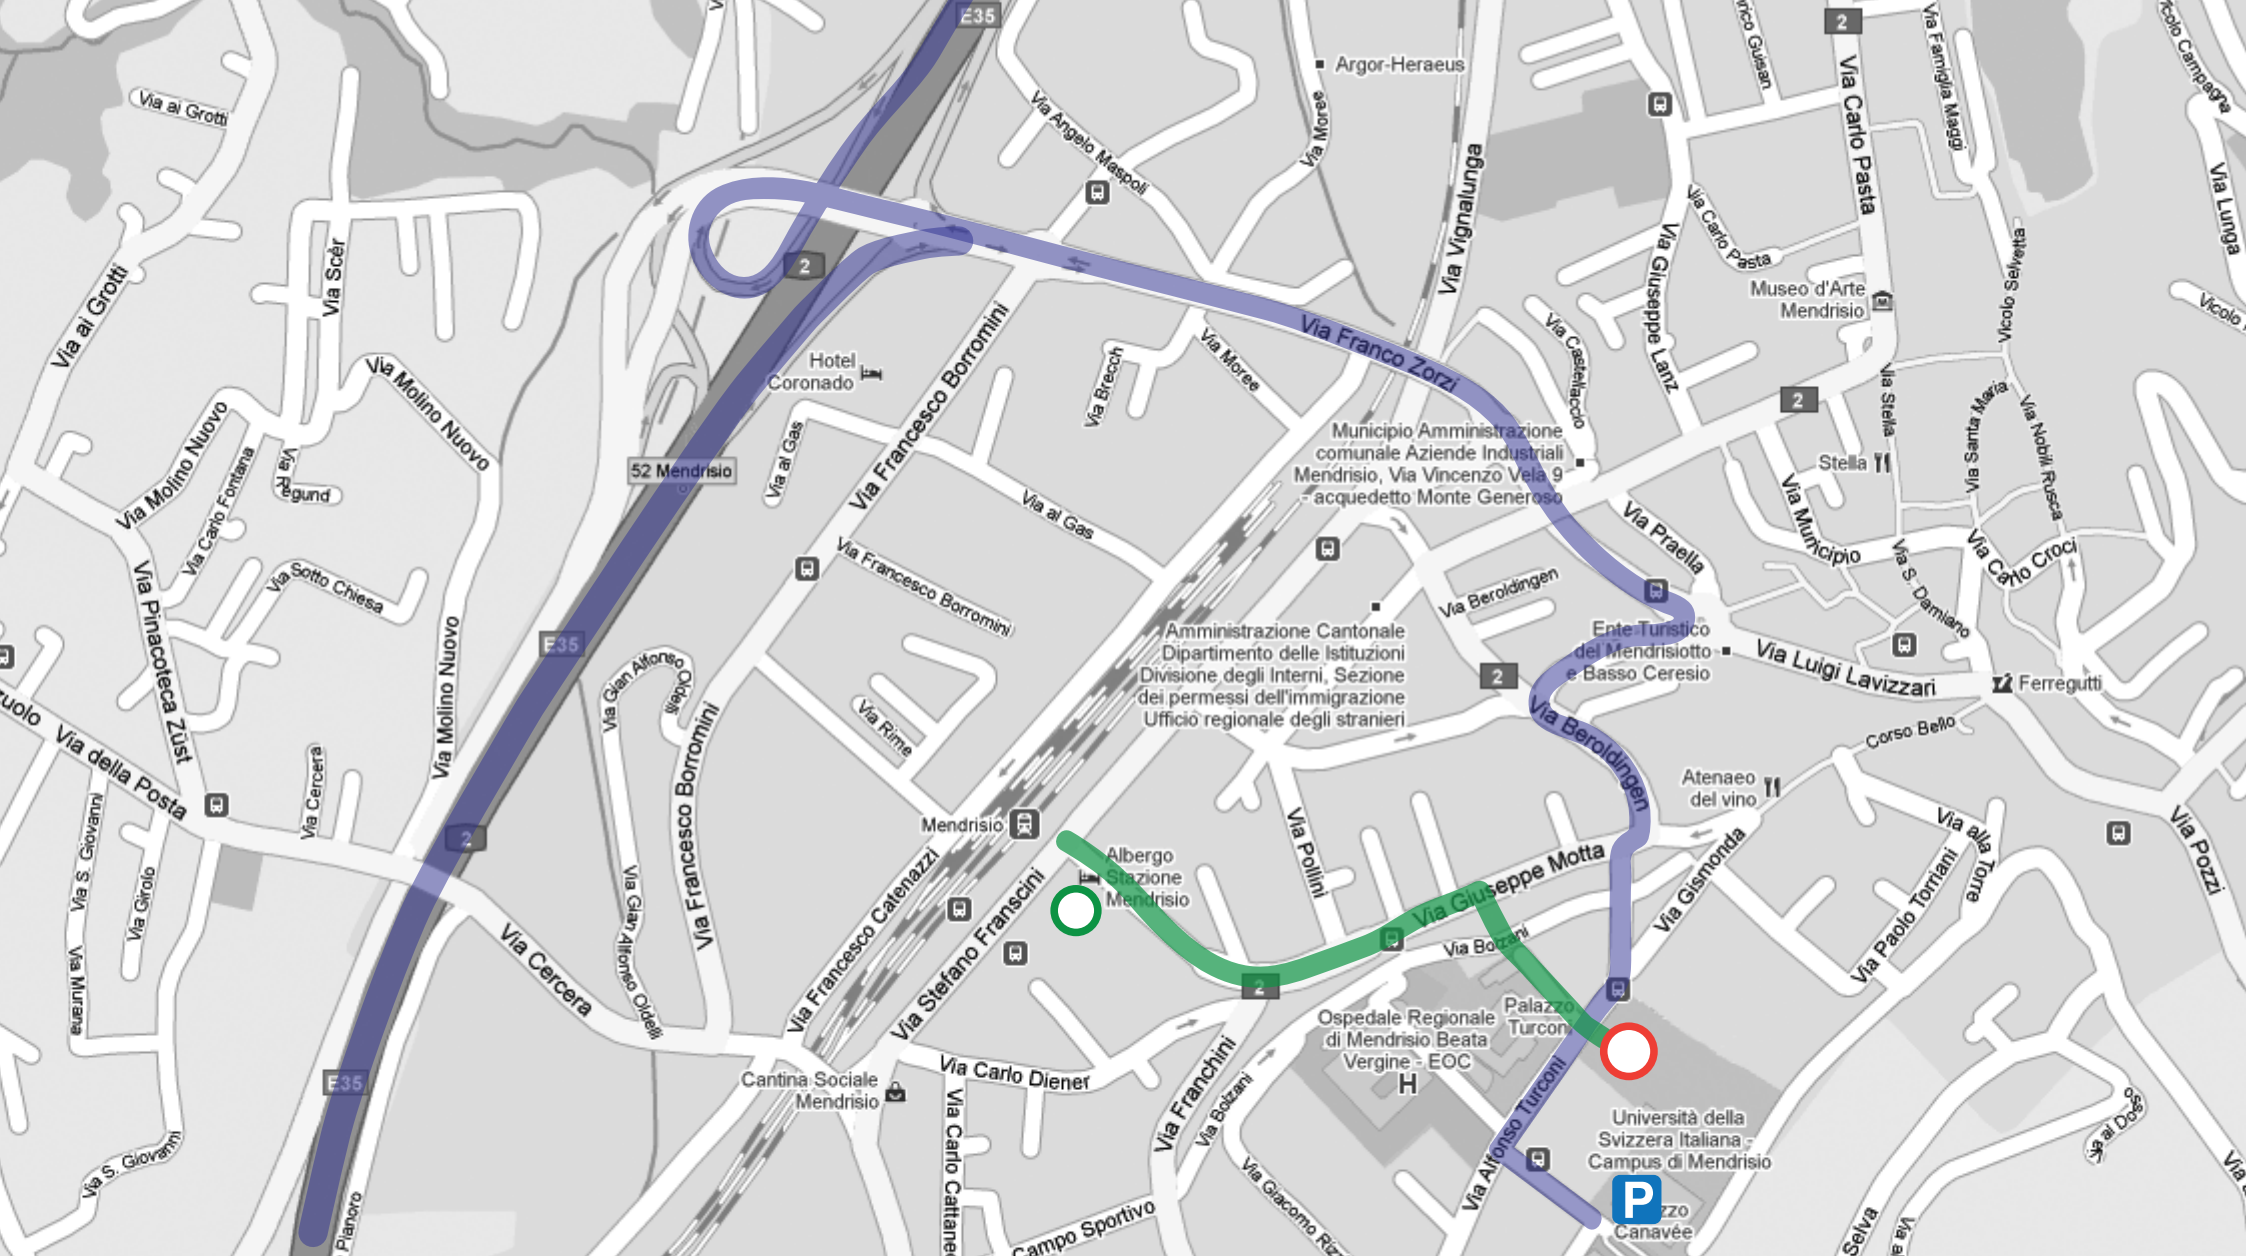 E35
2
Argor-Heraeus
Via ai Grotti
Via Angelo Maspoli
Via Moree
Via Vignalunga
Via Carlo Pasta
Via Famiglia Maggi
Via Lunga
Via Scèr
Via ai Grotti
2
Via Carlo Pasta
Via Giuseppe Lanz
Museo d'Arte
Mendrisio
Vicolo Selvetta
Vicolo
Via Franco Zorzi
Via Castellaccio
Hotel
Coronado
Via Francesco Borromini
Via Brech
Via Moree
Via Molino Nuovo
Via Molino Nuovo
2
Via Stella
Via Santa Maria
Via Nobili Rusca
Via al Gas
Municipio Amministrazione
comunale Aziende Industriali
Mendrisio, Via Vincenzo Vela 9
- acquedetto Monte Generoso
Stella
52 Mendrisio
Via
Regund
Via Carlo Fontana
Via al Gas
Via Municipio
Via Praella
Via Carlo Croci
Via S. Damiano
Via Francesco Borromini
Via Sotto Chiesa
Via Beroldingen
Via Pinacoteca Züst
Via Molino Nuovo
E35
Amministrazione Cantonale
Dipartimento delle Istituzioni
Divisione degli Interni, Sezione
dei permessi dell'immigrazione
Ufficio regionale degli stranieri
Ente Turistico
del Mendrisiotto
e Basso Ceresio
Via Luigi Lavizzari
Ferregutti
2
Via Gian Alfonso Oldelli
Via Rime
Via Beroldingen
Corso Bello
Via della Posta
Via Cercera
Via Francesco Borromini
Atenaeo
del vino
2
Mendrisio
Via Pollini
Via alla Torre
Via Pozzi
Via S. Giovanni
Via Girolo
Albergo
Stazione
Mendrisio
Via Giuseppe Motta
Via Gismonda
Via Paolo Torriani
Via Francesco Catenazzi
Via Stefano Franscini
Via Gian Alfonso Oldelli
Via Bolzani
Via Cercera
Via Murana
2
Palazzo
Turconi
Ospedale Regionale
di Mendrisio Beata
Vergine - EOC
H
Via Carlo Diener
Cantina Sociale
Mendrisio
E35
Via Franchini
Via Bolzani
Via Alfonso Turconi
Università della
Svizzera Italiana -
Campus di Mendrisio
Via S. Giovanni
Via Carlo Cattaneo
Via Giacomo
P
Canavée
Pianoro
Campo Sportivo
Selva